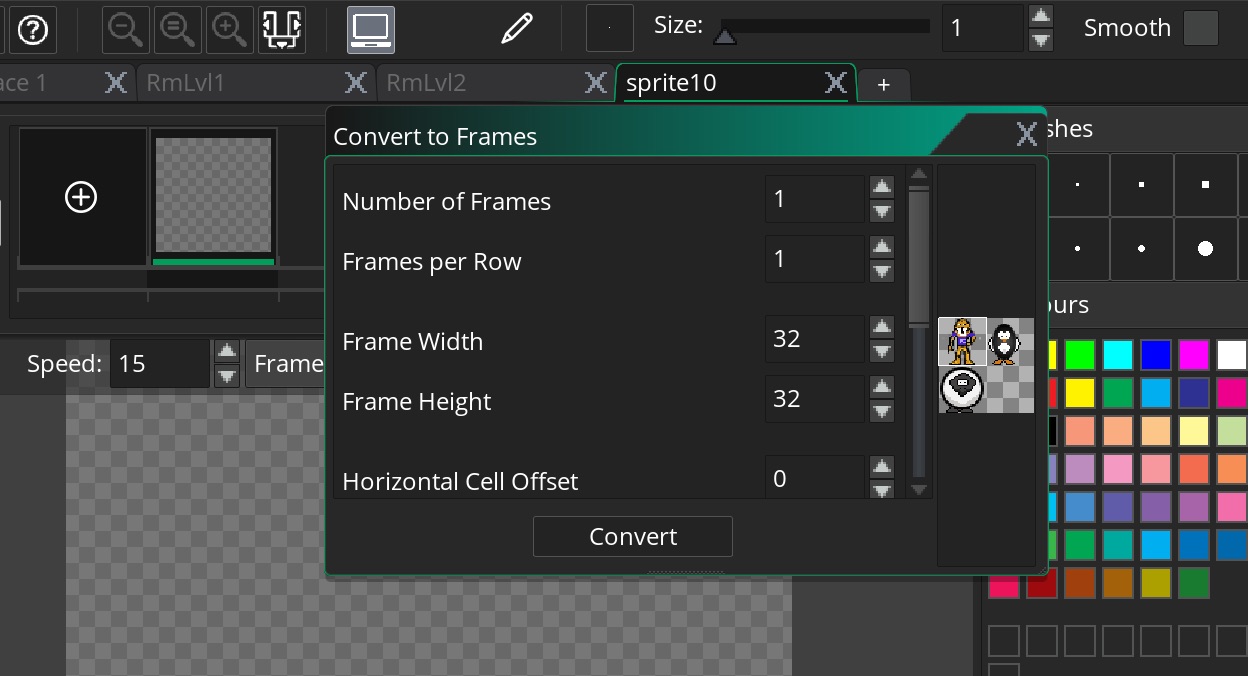 Size: 1 Smooth
ace 1 RmLvl1 RmLvl2 sprite10 +
Convert to Frames
shes
Number of Frames 1
Frames per Row 1
Frame Width 32
ours
Speed: 15 Frame
Frame Height 32
Horizontal Cell Offset 0
Convert